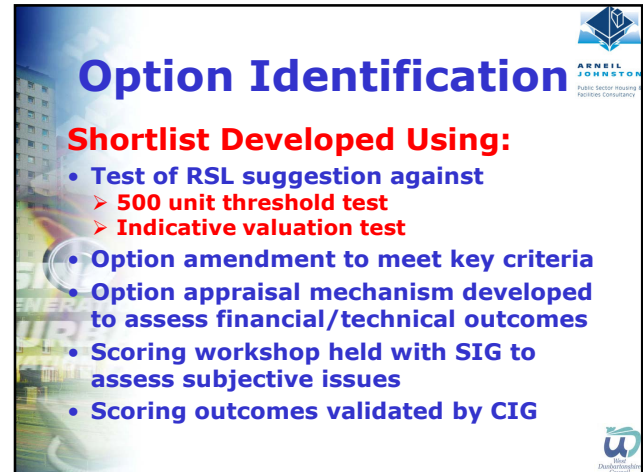 Option Identification
ARNEIL
JOHNSTON
Public Sector Housing &
Facilities Consultancy
Shortlist Developed Using:
• Test of RSL suggestion against
➢ 500 unit threshold test
➢ Indicative valuation test
• Option amendment to meet key criteria
• Option appraisal mechanism developed
to assess financial/technical outcomes
• Scoring workshop held with SIG to
assess subjective issues
• Scoring outcomes validated by CIG
West
Dunbartonshire
Council